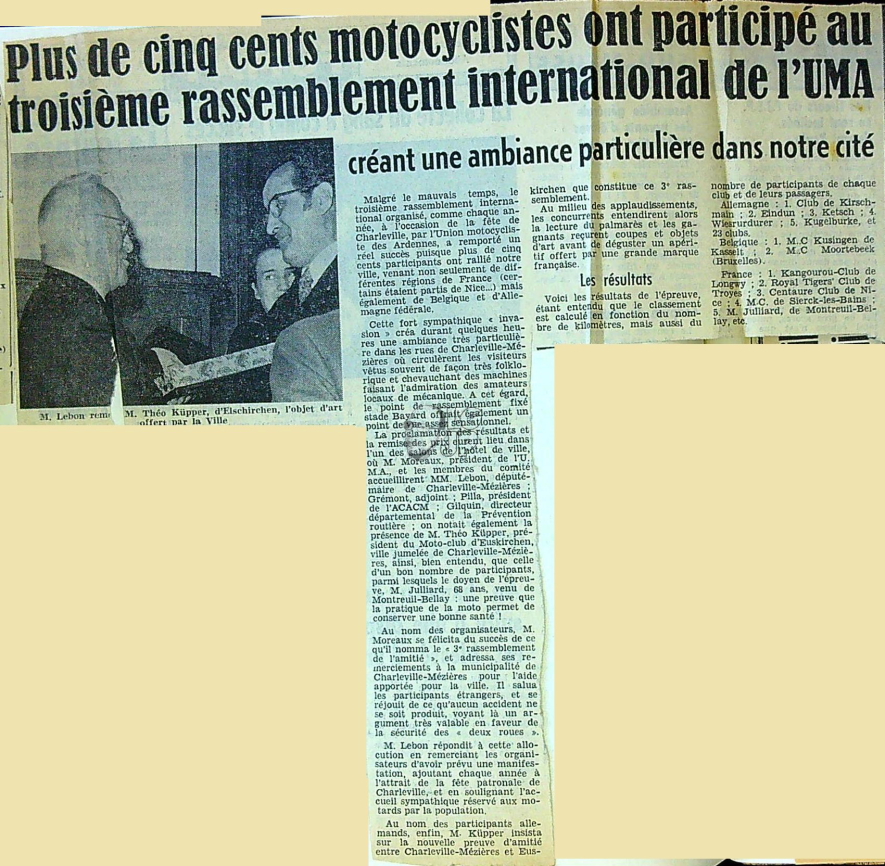 Plus de cinq cents motocyclistes ont participé au
troisième rassemblement international de l'UMA
créant une ambiance particulière dans notre cité
M. Lebon rem
M. Théo Küpper, d'Elschirchen, l'objet d'art
offert par la Ville
Malgré le mauvais temps, le
troisième rassemblement inter-
national organisé, comme chaque an-
née, à l'occasion de la fête de
Charleville, par l'Union motocyclis-
te des Ardennes, a remporté un
réel succès puisque plus de cinq
cents participants ont rallié notre
ville, venant non seulement de dif-
férentes régions de France (cer-
tains étaient partis de Nice...) mais
également de Belgique et d'Alle-
magne fédérale.
Cette fort sympathique « inva-
sion » créa durant quelques heu-
res une ambiance très particuliè-
re dans les rues de Charleville-Mé-
zières où circulèrent les visiteurs
vêtus souvent de façon très folklo-
rique et chevauchant des machines
faisant l'admiration des amateurs
locaux de mécanique. A cet égard,
le point de rassemblement fixé
stade Bayard offrait également un
point de vue assez sensationnel.
La proclamation des résultats et
la remise des prix eurent lieu dans
l'un des salons de l'hôtel de ville,
où M. Moreaux, président de l'U.
M.A., et les membres du comité
accueillirent MM. Lebon, député-
maire de Charleville-Mézières ;
Grémont, adjoint ; Pilla, président
de l'ACACM ; Gilquin, directeur
départemental de la Prévention
routière ; on notait également la
présence de M. Théo Küpper, pré-
sident du Moto-club d'Euskirchen,
ville jumelée de Charleville-Méziè-
res, ainsi, bien entendu, que celle
d'un bon nombre de participants,
parmi lesquels le doyen de l'épreu-
ve, M. Julliard, 68 ans, venu de
Montreuil-Bellay : une preuve que
la pratique de la moto permet de
conserver une bonne santé !
Au nom des organisateurs, M.
Moreaux se félicita du succès de ce
qu'il nomma le « 3e rassemblement
de l'amitié », et adressa ses re-
merciements à la municipalité de
Charleville-Mézières pour l'aide
apportée pour la ville. Il salua
les participants étrangers, et se
réjouit de ce qu'aucun accident ne
se soit produit, voyant là un ar-
gument très valable en faveur de
la sécurité des « deux roues ».
M. Lebon répondit à cette allo-
cution en remerciant les organi-
sateurs d'avoir prévu une manifes-
tation, ajoutant chaque année à
l'attrait de la fête patronale de
Charleville, et en soulignant l'ac-
cueil sympathique réservé aux mo-
tards par la population.
Au nom des participants alle-
mands, enfin, M. Küpper insista
sur la nouvelle preuve d'amitié
entre Charleville-Mézières et Eus-
kirchen que constitue ce 3e ras-
semblement.
Au milieu des applaudissements,
les concurrents entendirent alors
la lecture du palmarès et les ga-
gnants reçurent coupes et objets
d'art avant de déguster un apéri-
tif offert par une grande marque
française.
Les résultats
Voici les résultats de l'épreuve,
étant entendu que le classement
est calculé en fonction du nom-
bre de kilomètres, mais aussi du
nombre de participants de chaque
club et de leurs passagers.
Allemagne : 1. Club de Kirsch-
main ; 2. Eindun ; 3. Ketsch ; 4.
Wiesrurdurer ; 5. Kugelburke, et
23 clubs.
Belgique : 1. M.C Kusingen de
Kasselt ; 2. M.C Moortebeek
(Bruxelles).
France : 1. Kangourou-Club de
Longwy ; 2. Royal Tigers' Club de
Troyes ; 3. Centaure Club de Ni-
ce ; 4. M.C. de Sierck-les-Bains ;
5. M. Julliard, de Montreuil-Bel-
lay, etc.